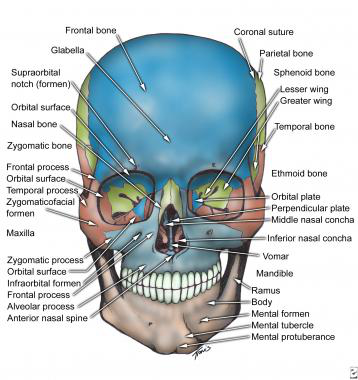 Frontal bone
Glabella
Supraorbital
notch (formen)
Orbital surface
Nasal bone
Zygomatic bone
Frontal process
Orbital surface
Temporal process
Zygomaticofacial
formen
Maxilla
Zygomatic process
Orbital surface
Infraorbital formen
Frontal process
Alveolar process
Anterior nasal spine
Coronal suture
Parietal bone
Sphenoid bone
Lesser wing
Greater wing
Temporal bone
Ethmoid bone
Orbital plate
Perpendicular plate
Middle nasal concha
Inferior nasal concha
Vomar
Mandible
Ramus
Body
Mental formen
Mental tubercle
Mental protuberance